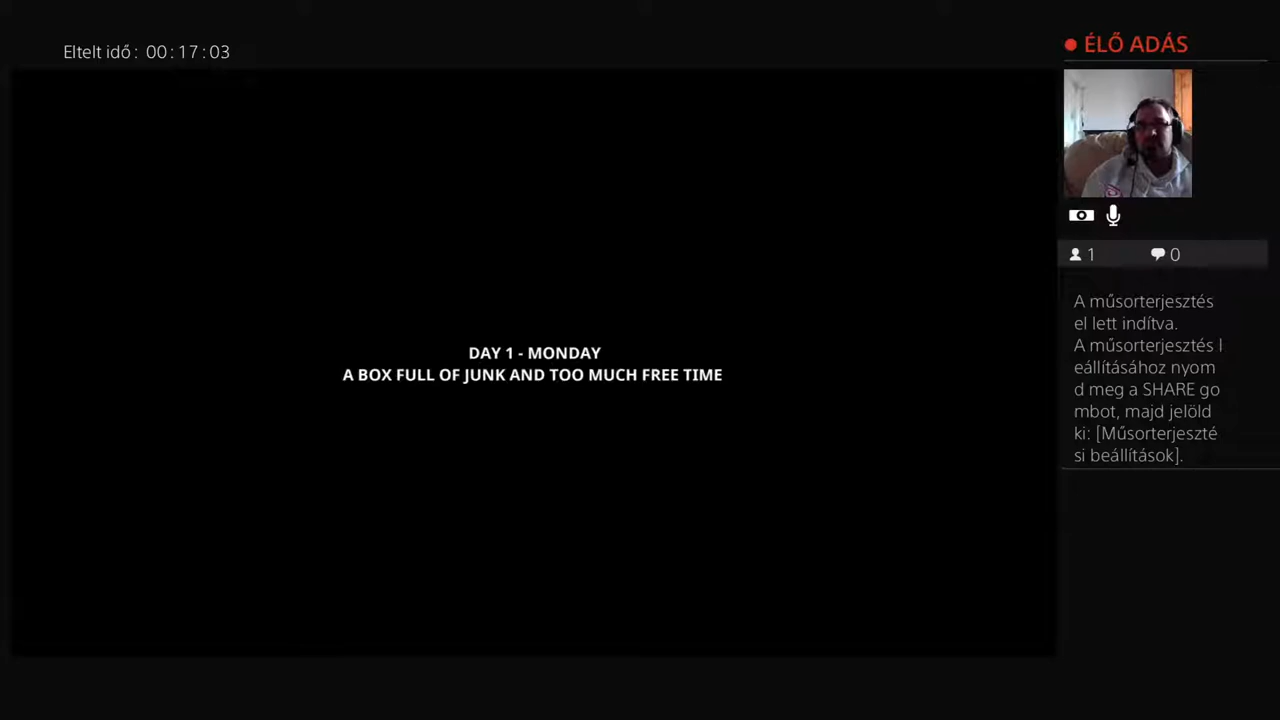 Eltelt idő: 00:17:03
ÉLŐ ADÁS
1
0
DAY 1 - MONDAY
A BOX FULL OF JUNK AND TOO MUCH FREE TIME
A műsorterjesztés
el lett indítva.
A műsorterjesztés l
eállításához nyom
d meg a SHARE go
mbot, majd jelöld
ki: [Műsorterjeszté
si beállítások].